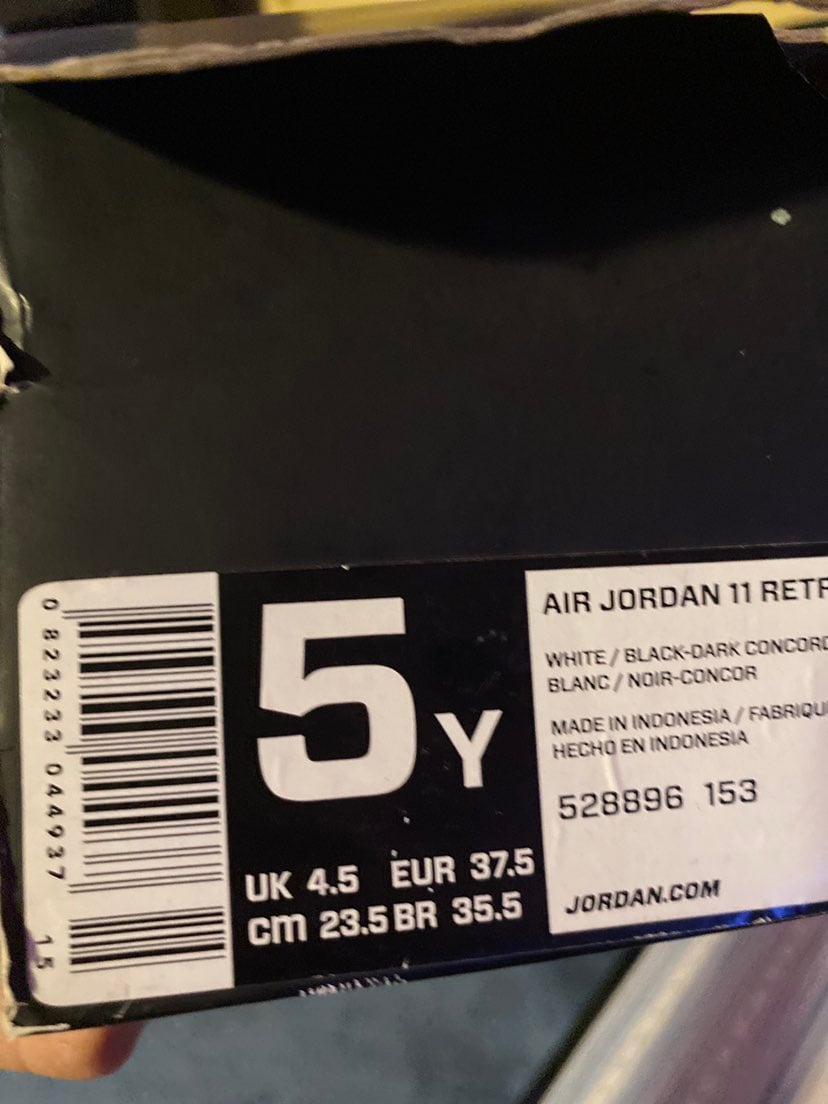 0 823233 044937 15
5Y
UK 4.5 EUR 37.5
cm 23.5 BR 35.5
AIR JORDAN 11 RETR
WHITE / BLACK-DARK CONCORD
BLANC / NOIR-CONCOR
MADE IN INDONESIA / FABRIQU
HECHO EN INDONESIA
528896 153
JORDAN.COM